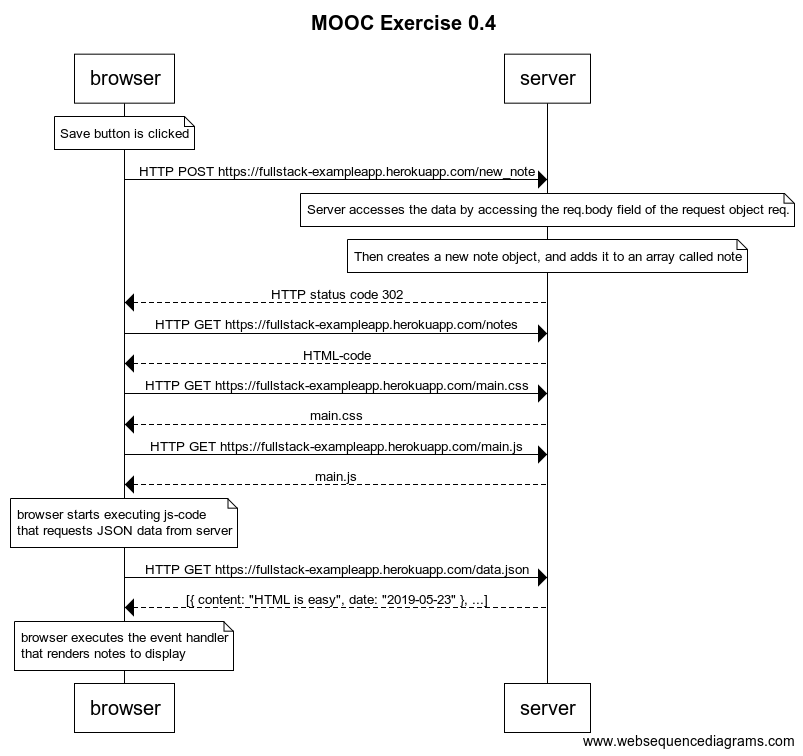 MOOC Exercise 0.4
browser
server
Save button is clicked
HTTP POST https://fullstack-exampleapp.herokuapp.com/new_note
Server accesses the data by accessing the req.body field of the request object req.
Then creates a new note object, and adds it to an array called note
HTTP status code 302
HTTP GET https://fullstack-exampleapp.herokuapp.com/notes
HTML-code
HTTP GET https://fullstack-exampleapp.herokuapp.com/main.css
main.css
HTTP GET https://fullstack-exampleapp.herokuapp.com/main.js
main.js
browser starts executing js-code
that requests JSON data from server
HTTP GET https://fullstack-exampleapp.herokuapp.com/data.json
[{ content: "HTML is easy", date: "2019-05-23" }, ...]
browser executes the event handler
that renders notes to display
browser
server
www.websequencediagrams.com